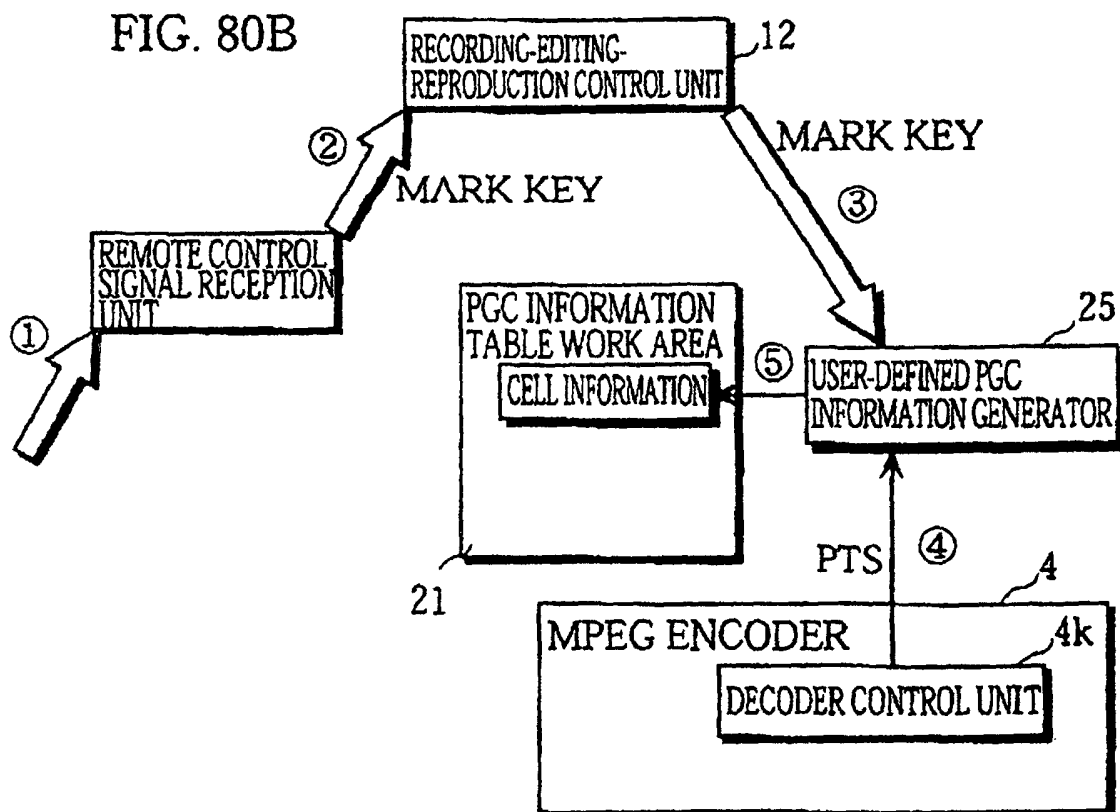 FIG. 80B
RECORDING-EDITING-
REPRODUCTION CONTROL UNIT
12
②
MARK KEY
MARK KEY
③
REMOTE CONTROL
SIGNAL RECEPTION
UNIT
①
PGC INFORMATION
TABLE WORK AREA
CELL INFORMATION
21
⑤
25
USER-DEFINED PGC
INFORMATION GENERATOR
PTS
④
4
MPEG ENCODER
4k
DECODER CONTROL UNIT